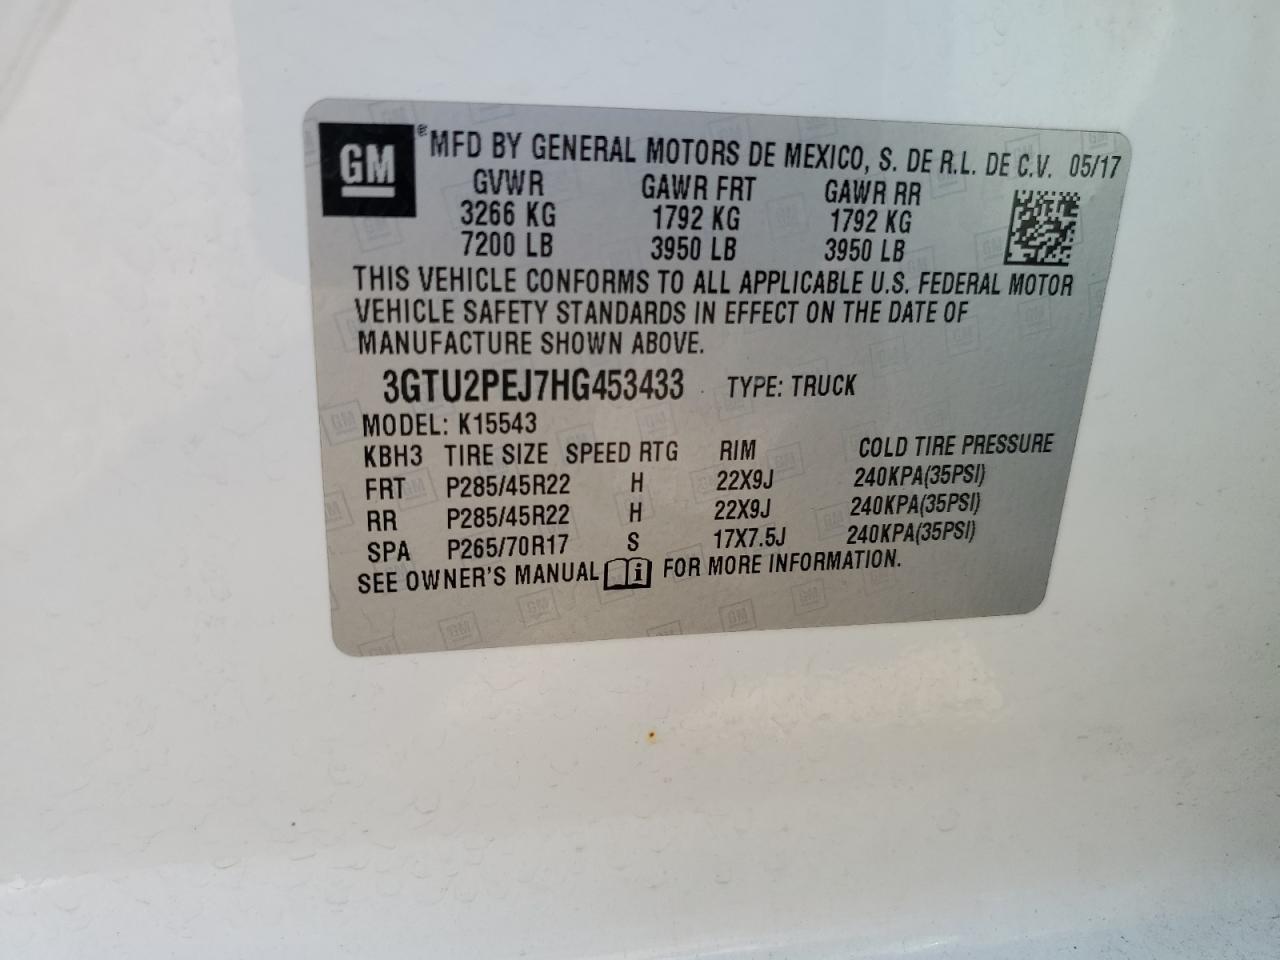 GM ® MFD BY GENERAL MOTORS DE MEXICO, S. DE R.L. DE C.V. 05/17
GVWR GAWR FRT GAWR RR
3266 KG 1792 KG 1792 KG
7200 LB 3950 LB 3950 LB
THIS VEHICLE CONFORMS TO ALL APPLICABLE U.S. FEDERAL MOTOR
VEHICLE SAFETY STANDARDS IN EFFECT ON THE DATE OF
MANUFACTURE SHOWN ABOVE.
3GTU2PEJ7HG453433 TYPE: TRUCK
MODEL: K15543
KBH3 TIRE SIZE SPEED RTG RIM COLD TIRE PRESSURE
FRT P285/45R22 H 22X9J 240KPA(35PSI)
RR P285/45R22 H 22X9J 240KPA(35PSI)
SPA P265/70R17 S 17X7.5J 240KPA(35PSI)
SEE OWNER'S MANUAL i FOR MORE INFORMATION.